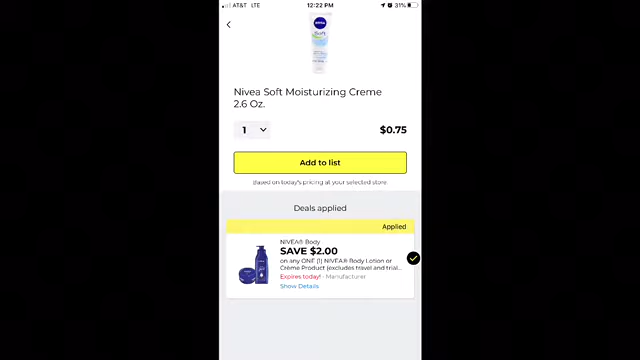 AT&T LTE 12:22 PM 31%
NIVEA
Soft
Nivea Soft Moisturizing Creme
2.6 Oz.
1 $0.75
Add to list
Based on today's pricing at your selected store.
Deals applied
Applied
NIVEA® Body
SAVE $2.00
on any ONE (1) NIVEA® Body Lotion or
Crème Product (excludes travel and trial...
Expires today! - Manufacturer
Show Details